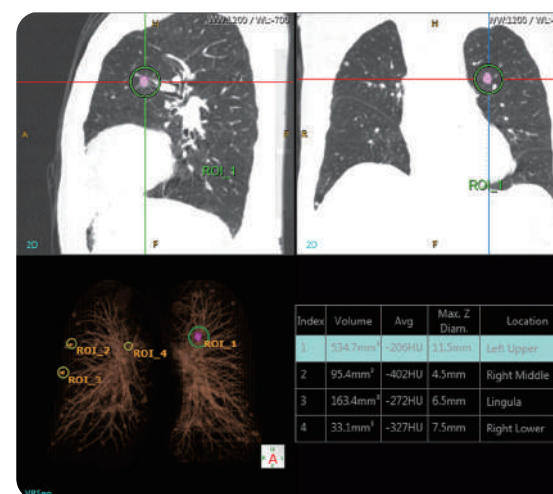 H
WW:1200 / WL:-700
H
WW:1200 / WL:-700
A
R
ROI_1
ROI_1
2D
F
2D
F
ROI_2
ROI_4
ROI_1
ROI_3
A
Index Volume Avg Max. Z Diam. Location
1 534.7mm³ -206HU 11.5mm Left Upper
2 95.4mm³ -402HU 4.5mm Right Middle
3 163.4mm³ -272HU 6.5mm Lingula
4 33.1mm³ -327HU 7.5mm Right Lower